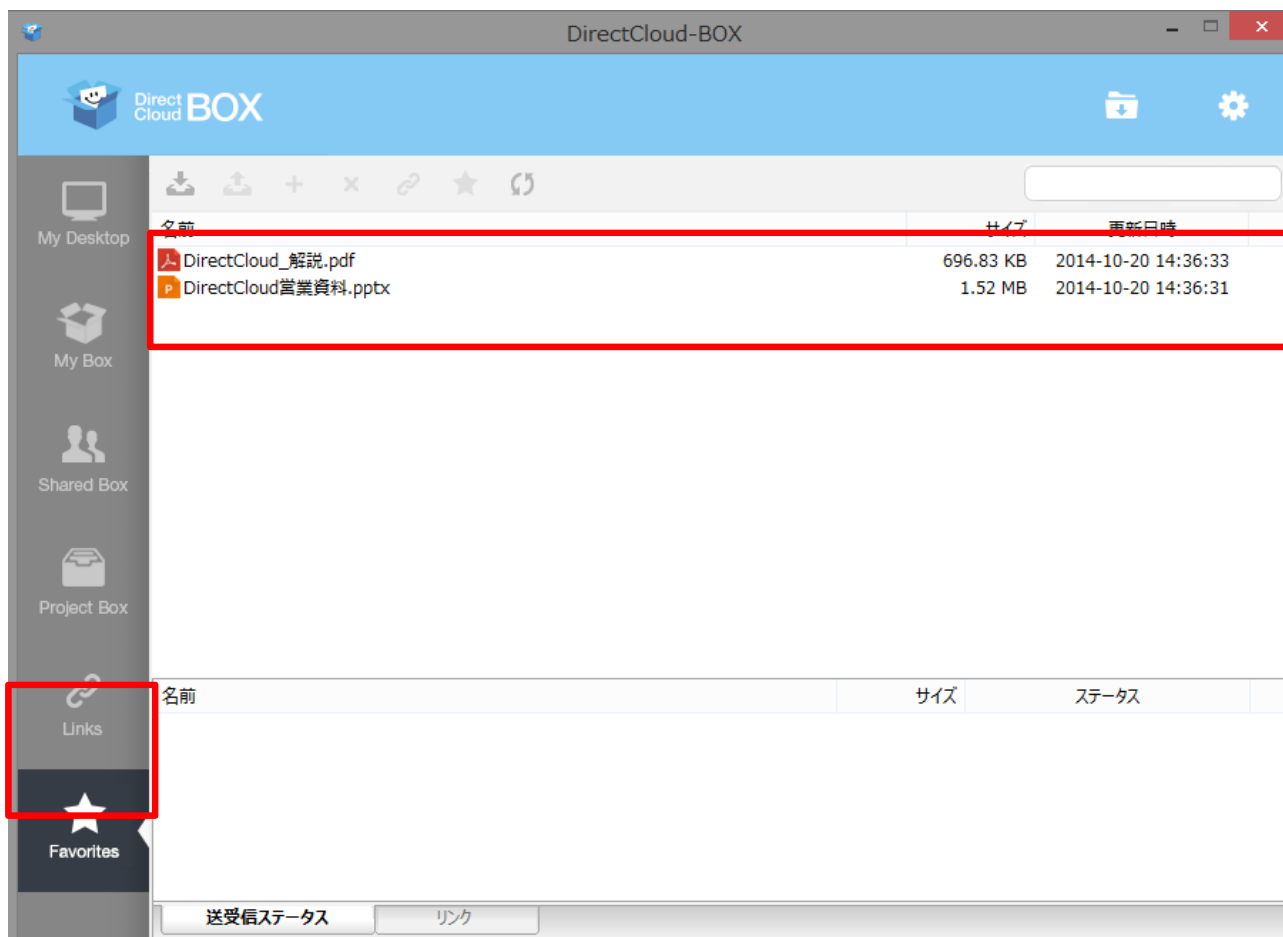 DirectCloud-BOX
Direct
Cloud BOX
My Desktop
名前 サイズ 更新日時
DirectCloud_解説.pdf 696.83 KB 2014-10-20 14:36:33
DirectCloud営業資料.pptx 1.52 MB 2014-10-20 14:36:31
My Box
Shared Box
Project Box
Links
名前 サイズ ステータス
Favorites
送受信ステータス リンク